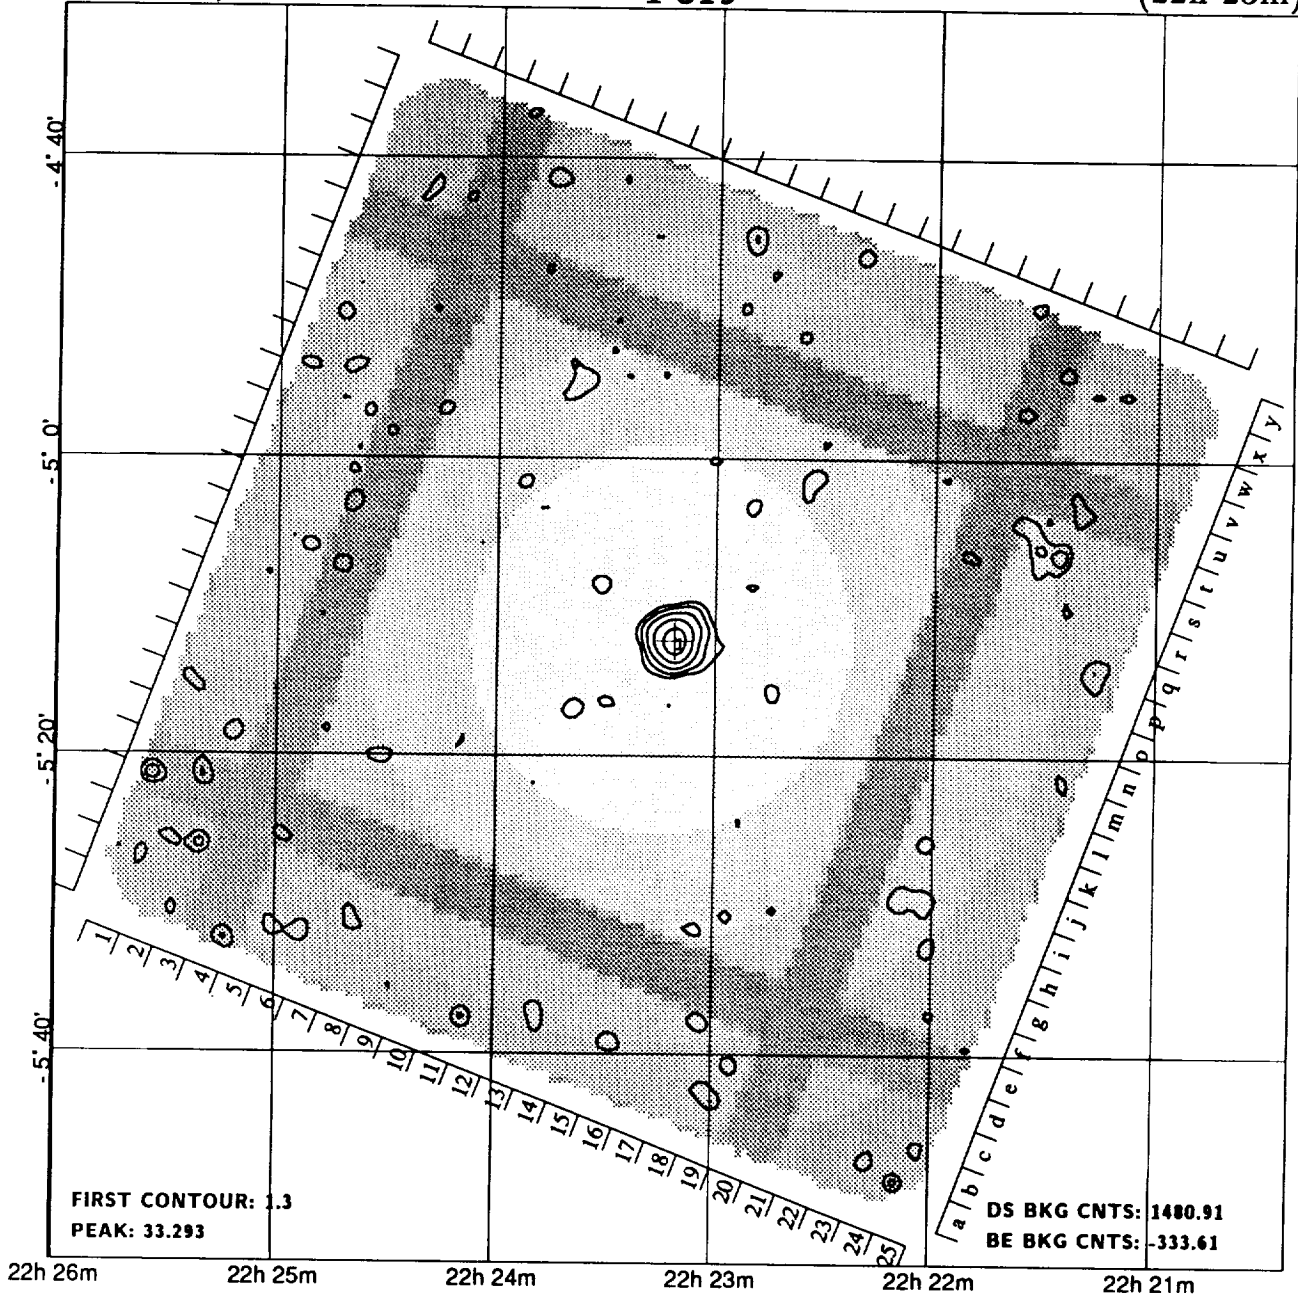 - 4° 40'
- 5° 0'
- 5° 20'
- 5° 40'
1 2 3 4 5 6 7 8 9 10 11 12 13 14 15 16 17 18 19 20 21 22 23 24 25
a b c d e f g h i j k l m n o p q r s t u v w x y
FIRST CONTOUR: 1.3
PEAK: 33.293
DS BKG CNTS: 1480.91
BE BKG CNTS: -333.61
22h 26m 22h 25m 22h 24m 22h 23m 22h 22m 22h 21m